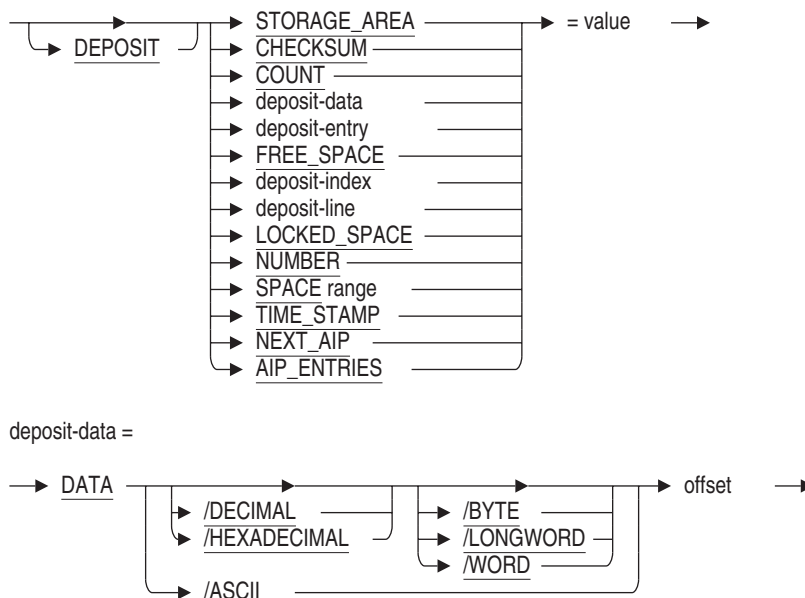 STORAGE_AREA = value
DEPOSIT CHECKSUM
COUNT
deposit-data
deposit-entry
FREE_SPACE
deposit-index
deposit-line
LOCKED_SPACE
NUMBER
SPACE range
TIME_STAMP
NEXT_AIP
AIP_ENTRIES
deposit-data =
DATA offset
/DECIMAL /BYTE
/HEXADECIMAL /LONGWORD
/WORD
/ASCII